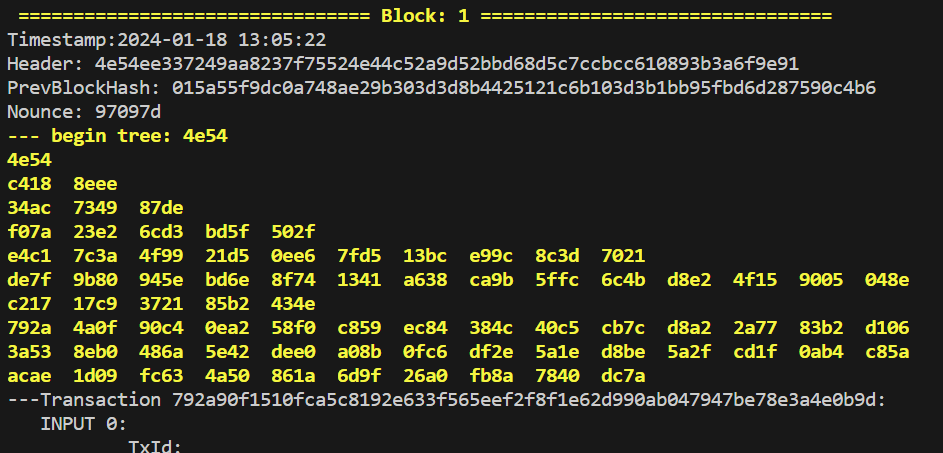 ================================ Block: 1 ================================
Timestamp:2024-01-18 13:05:22
Header: 4e54ee337249aa8237f75524e44c52a9d52bbd68d5c7ccbcc610893b3a6f9e91
PrevBlockHash: 015a55f9dc0a748ae29b303d3d8b4425121c6b103d3b1bb95fbd6d287590c4b6
Nounce: 97097d
--- begin tree: 4e54
4e54
c418 8eee
34ac 7349 87de
f07a 23e2 6cd3 bd5f 502f
e4c1 7c3a 4f99 21d5 0ee6 7fd5 13bc e99c 8c3d 7021
de7f 9b80 945e bd6e 8f74 1341 a638 ca9b 5ffc 6c4b d8e2 4f15 9005 048e
c217 17c9 3721 85b2 434e
792a 4a0f 90c4 0ea2 58f0 c859 ec84 384c 40c5 cb7c d8a2 2a77 83b2 d106
3a53 8eb0 486a 5e42 dee0 a08b 0fc6 df2e 5a1e d8be 5a2f cd1f 0ab4 c85a
acae 1d09 fc63 4a50 861a 6d9f 26a0 fb8a 7840 dc7a
---Transaction 792a90f1510fca5c8192e633f565eef2f8f1e62d990ab047947be78e3a4e0b9d:
INPUT 0:
TxId: